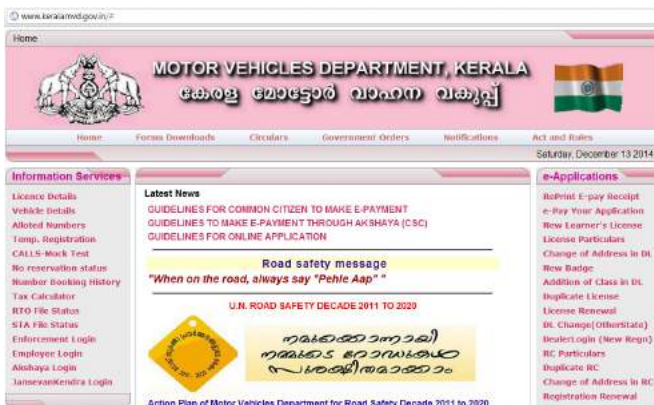 www.keralamvd.gov.in/#
Home
MOTOR VEHICLES DEPARTMENT, KERALA
കേരള മോട്ടോർ വാഹന വകുപ്പ്
Home Forms Downloads Circulars Government Orders Notifications Act and Rules
Saturday, December 13 2014
Information Services
Licence Details
Vehicle Details
Alloted Numbers
Temp. Registration
CALLS-Mock Test
No reservation status
Number Booking History
Tax Calculator
RTO File Status
STA File Status
Enforcement Login
Employee Login
Akshaya Login
JansevanKendra Login
Latest News
GUIDELINES FOR COMMON CITIZEN TO MAKE E-PAYMENT
GUIDELINES TO MAKE E-PAYMENT THROUGH AKSHAYA (CSC)
GUIDELINES FOR ONLINE APPLICATION
Road safety message
"When on the road, always say "Pehle Aap" "
U.N. ROAD SAFETY DECADE 2011 TO 2020
നമുക്കൊന്നായി
നമ്മുടെ റോഡുകൾ
സുരക്ഷിതമാക്കാം
Action Plan of Motor Vehicles Department for Road Safety Decade 2011 to 2020
e-Applications
RePrint E-pay Receipt
e-Pay Your Application
New Learner's License
License Particulars
Change of Address in DL
New Badge
Addition of Class in DL
Duplicate License
License Renewal
DL Change(OtherState)
DealerLogin (New Regn)
RC Particulars
Duplicate RC
Change of Address in RC
Registration Renewal